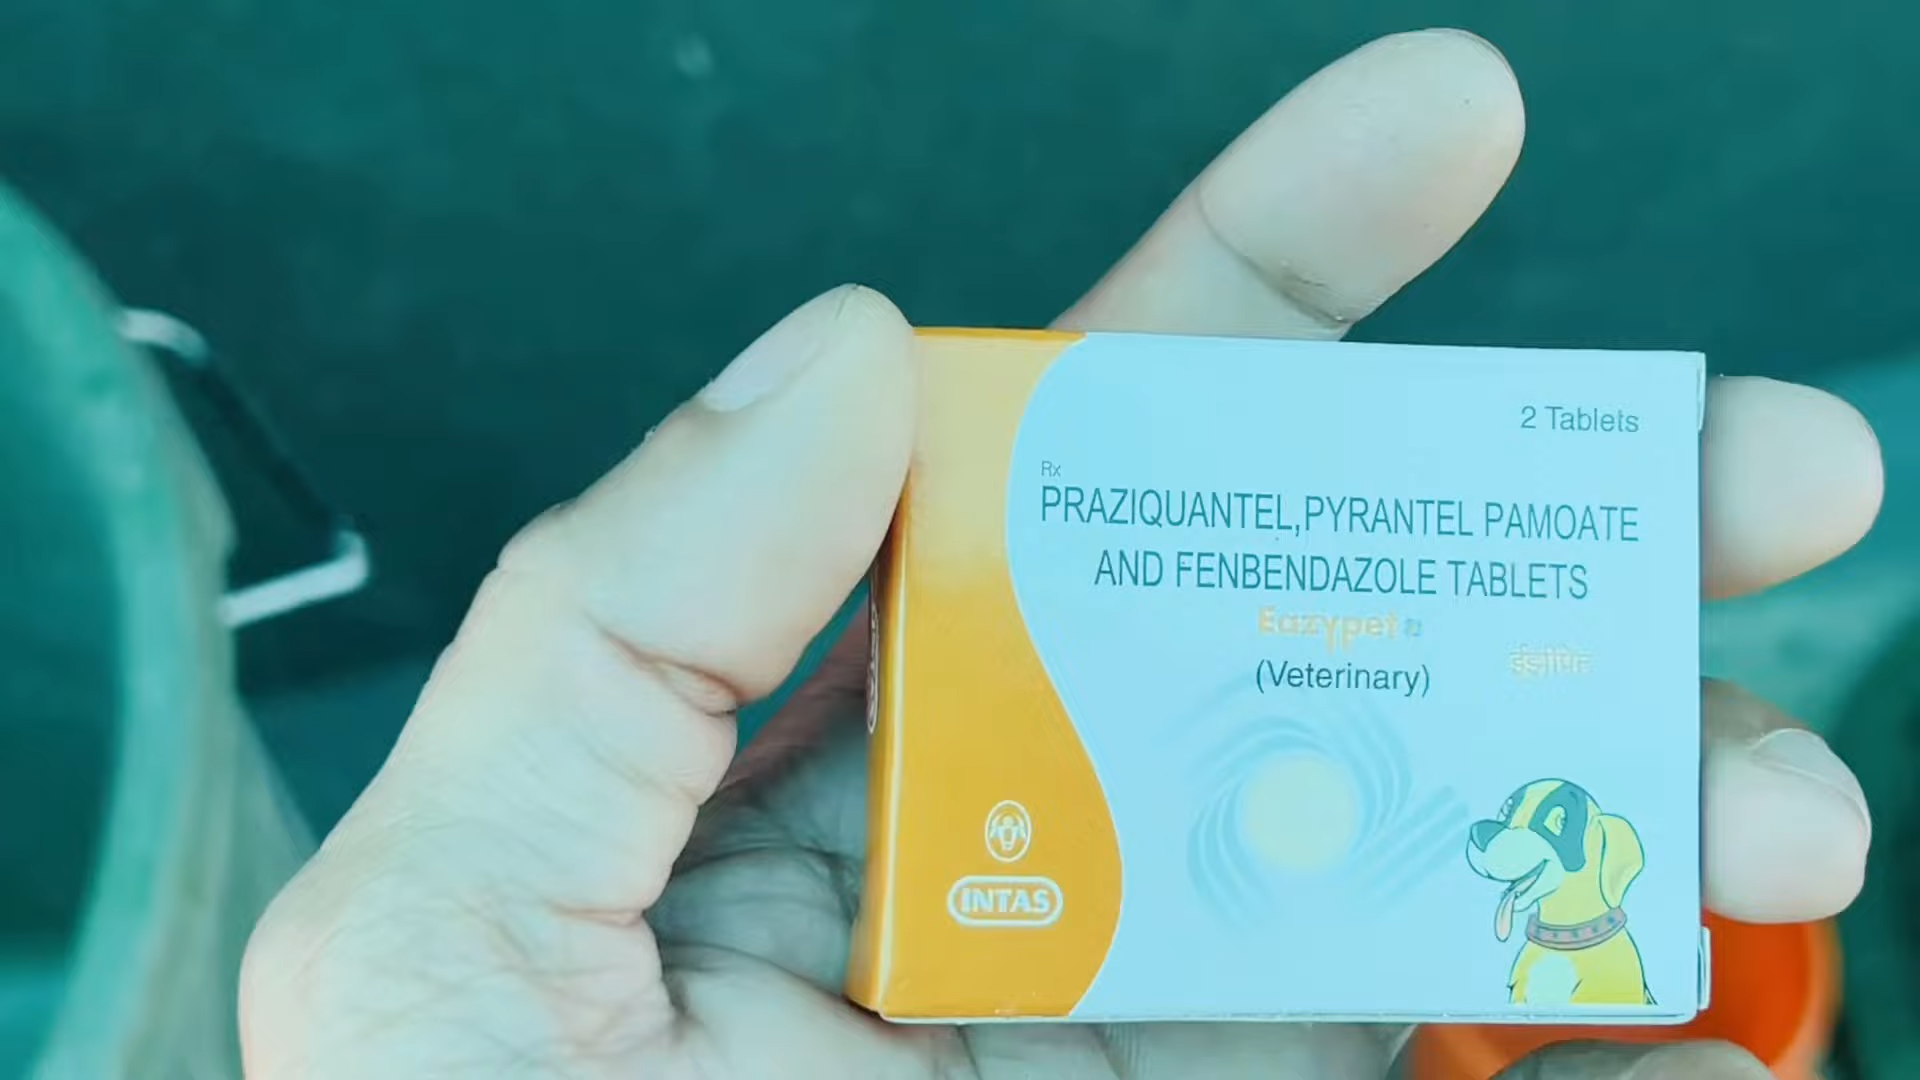 2 Tablets
Rx
PRAZIQUANTEL,PYRANTEL PAMOATE
AND FENBENDAZOLE TABLETS
Eazypet
(Veterinary)
INTAS